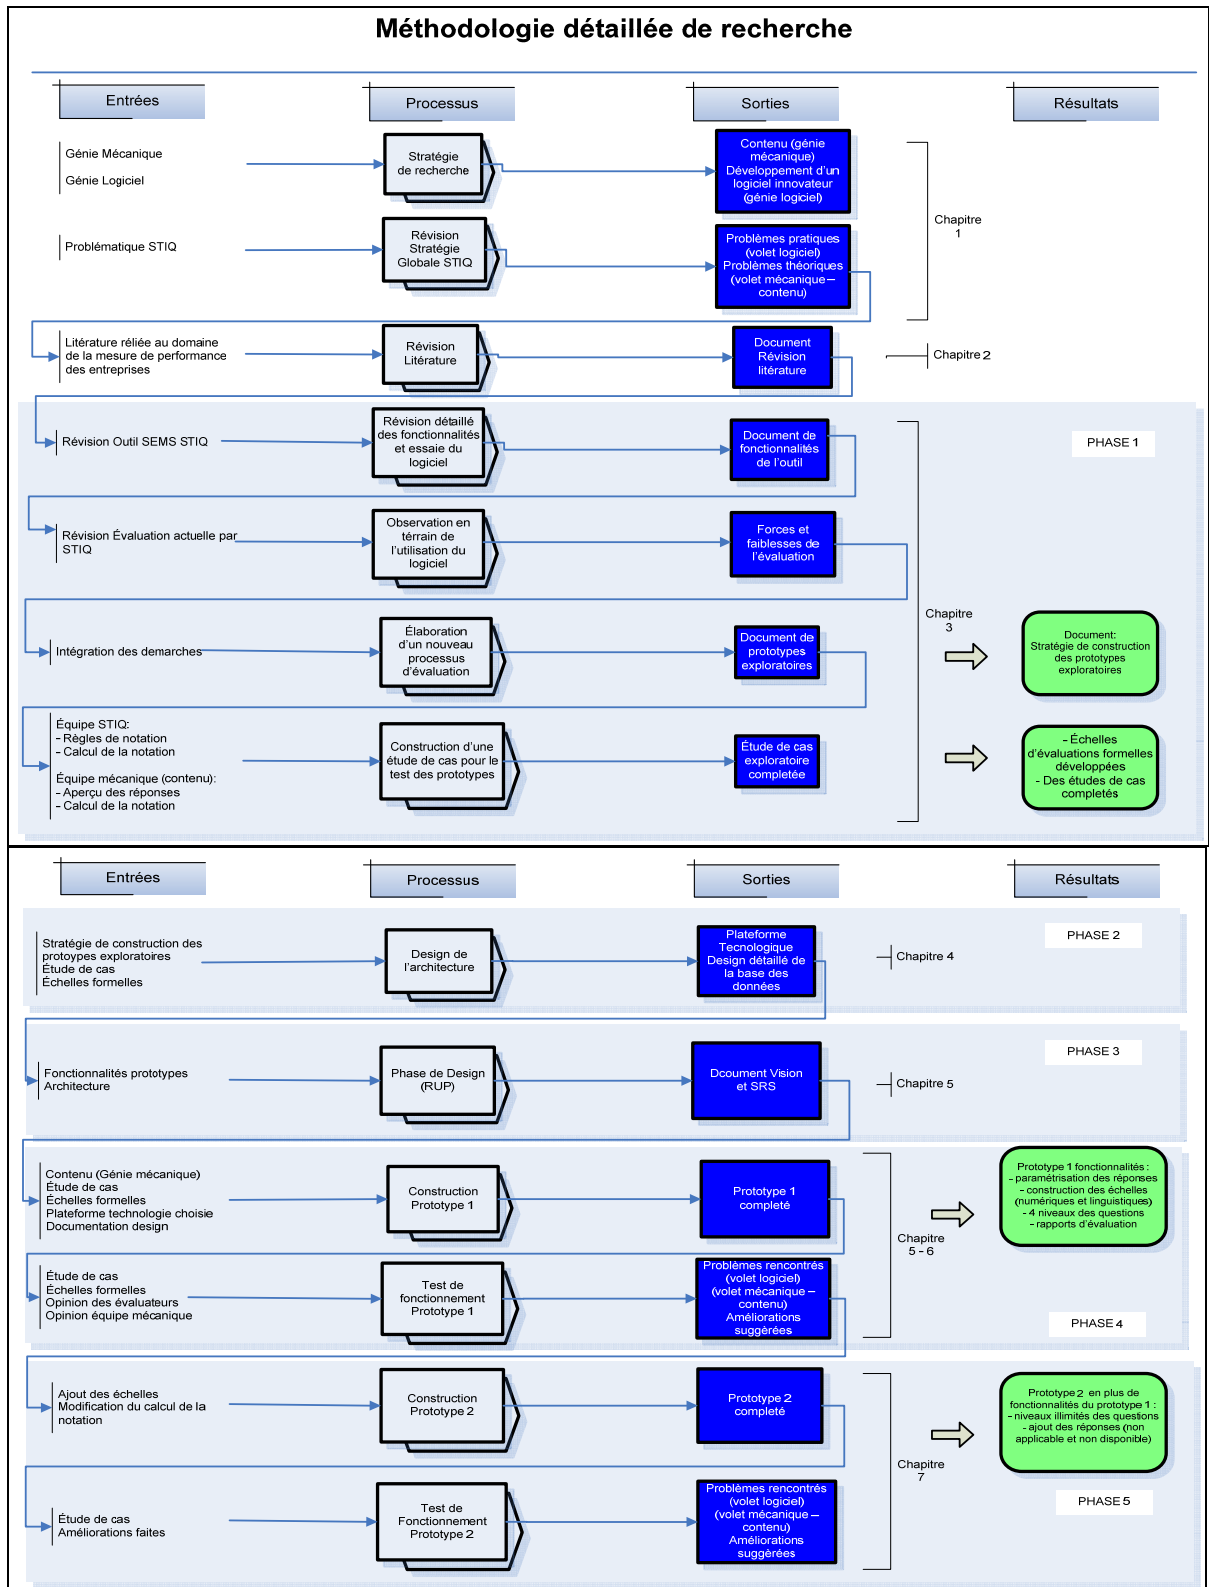 Méthodologie détaillée de recherche
Entrées
Processus
Sorties
Résultats
Génie Mécanique
Génie Logiciel
Stratégie
de recherche
Contenu (génie
mécanique)
Développement d'un
logiciel innovateur
(génie logiciel)
Chapitre
1
Problématique STIQ
Révision
Stratégie
Globale STIQ
Problèmes pratiques
(volet logiciel)
Problèmes théoriques
(volet mécanique –
contenu)
Litérature réliée au domaine
de la mesure de performance
des entreprises
Révision
Litérature
Document
Révision
litérature
Chapitre 2
PHASE 1
Révision Outil SEMS STIQ
Révision détaillé
des fonctionnalités
et essaie du
logiciel
Document de
fonctionnalités
de l'outil
Révision Évaluation actuelle par
STIQ
Observation en
térrain de
l'utilisation du
logiciel
Forces et
faiblesses de
l'évaluation
Chapitre
3
Intégration des demarches
Élaboration
d'un nouveau
processus
d'évaluation
Document de
prototypes
exploratoires
Document:
Stratégie de construction
des prototypes
exploratoires
Équipe STIQ:
- Règles de notation
- Calcul de la notation
Équipe mécanique (contenu):
- Aperçu des réponses
- Calcul de la notation
Construction d'une
étude de cas pour le
test des prototypes
Étude de cas
exploratoire
completée
- Échelles
d'évaluations formelles
développées
- Des études de cas
completés
Entrées
Processus
Sorties
Résultats
PHASE 2
Stratégie de construction des
protoypes exploratoires
Étude de cas
Échelles formelles
Design de
l'architecture
Plateforme
Tecnologique
Design détaillé de
la base des
données
Chapitre 4
PHASE 3
Fonctionnalités prototypes
Architecture
Phase de Design
(RUP)
Dcoument Vision
et SRS
Chapitre 5
Contenu (Génie mécanique)
Étude de cas
Échelles formelles
Plateforme technologie choisie
Documentation design
Construction
Prototype 1
Prototype 1
completé
Prototype 1 fonctionalités :
- paramétrisation des réponses
- construction des échelles
(numériques et linguistiques)
- 4 niveaux des questions
- rapports d'évaluation
Chapitre
5 - 6
Étude de cas
Échelles formelles
Opinion des évaluateurs
Opinion équipe mécanique
Test de
fonctionnement
Prototype 1
Problèmes rencontrés
(volet logiciel)
(volet mécanique –
contenu)
Améliorations
suggèrées
PHASE 4
Ajout des échelles
Modification du calcul de la
notation
Construction
Prototype 2
Prototype 2
completé
Prototype 2 en plus de
fonctionalités du prototype 1 :
- niveaux illimités des questions
- ajout des réponses (non
applicable et non disponible)
Chapitre
7
PHASE 5
Étude de cas
Améliorations faites
Test de
Fonctionnement
Prototype 2
Problèmes rencontrés
(volet logiciel)
(volet mécanique –
contenu)
Améliorations
suggèrées